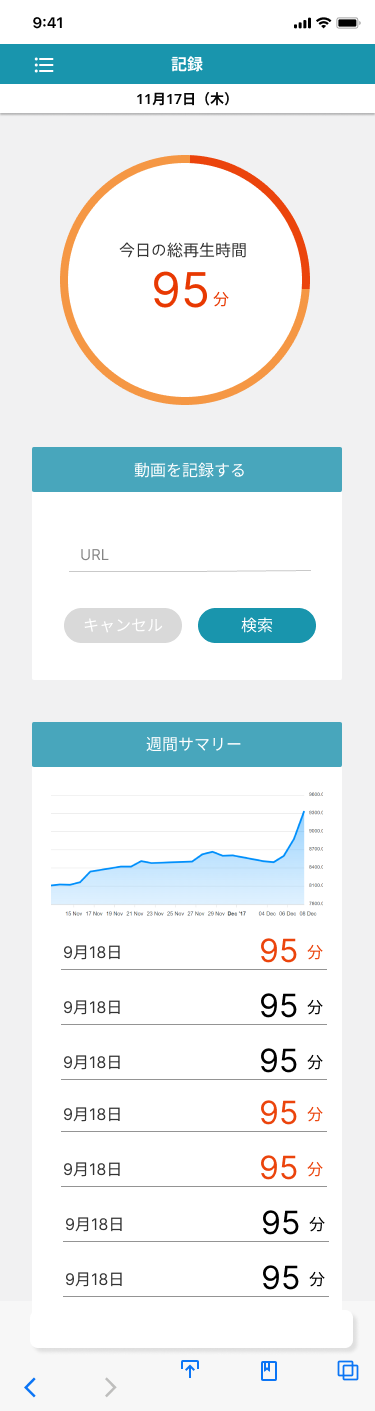 9:41
記録
11月17日（木）
今日の総再生時間
95 分
動画を記録する
URL
キャンセル 検索
週間サマリー
9600.0
9300.0
9000.0
8700.0
8400.0
8100.0
7800.0
15 Nov 17 Nov 19 Nov 21 Nov 23 Nov 25 Nov 27 Nov 29 Nov Dec '17 04 Dec 06 Dec 08 Dec
9月18日 95 分
9月18日 95 分
9月18日 95 分
9月18日 95 分
9月18日 95 分
9月18日 95 分
9月18日 95 分